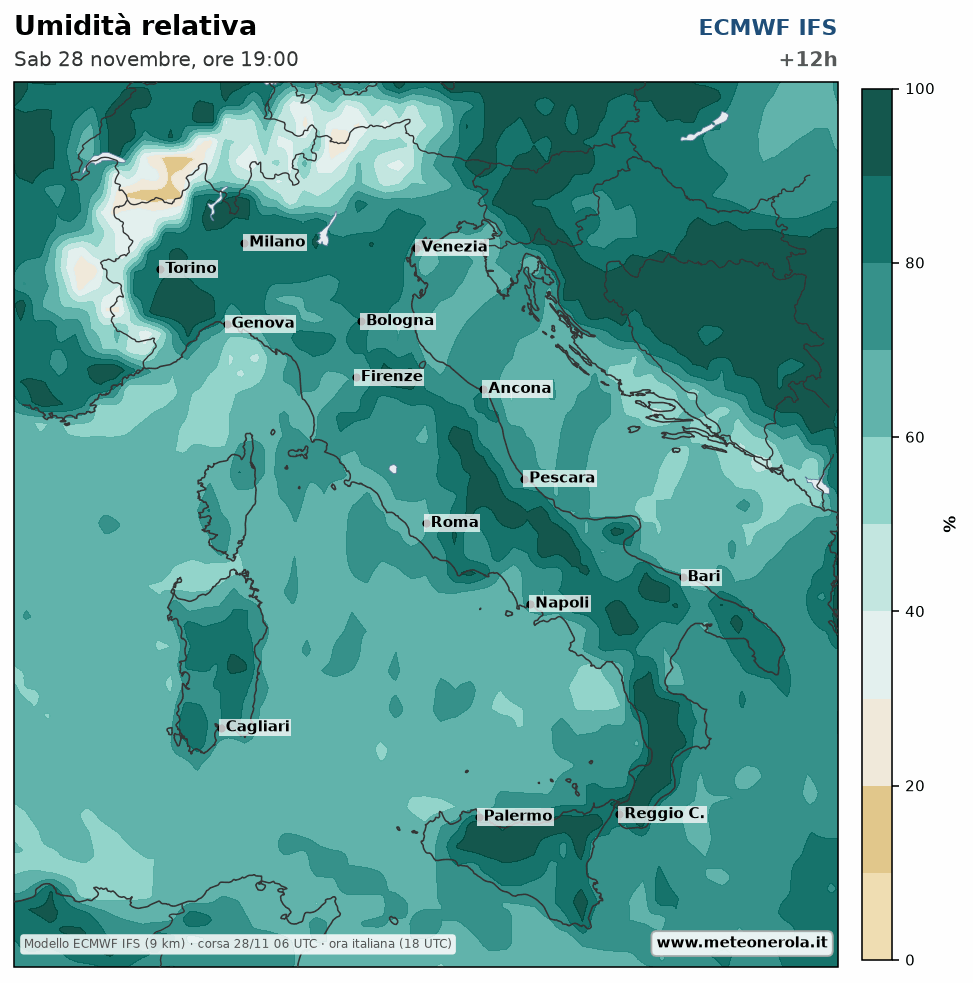 Umidità relativa
ECMWF IFS
Sab 28 novembre, ore 19:00
+12h
100
80
60
40
20
0
%
Milano
Venezia
Torino
Genova
Bologna
Firenze
Ancona
Pescara
Roma
Bari
Napoli
Cagliari
Palermo
Reggio C.
Modello ECMWF IFS (9 km) · corsa 28/11 06 UTC · ora italiana (18 UTC)
www.meteonerola.it